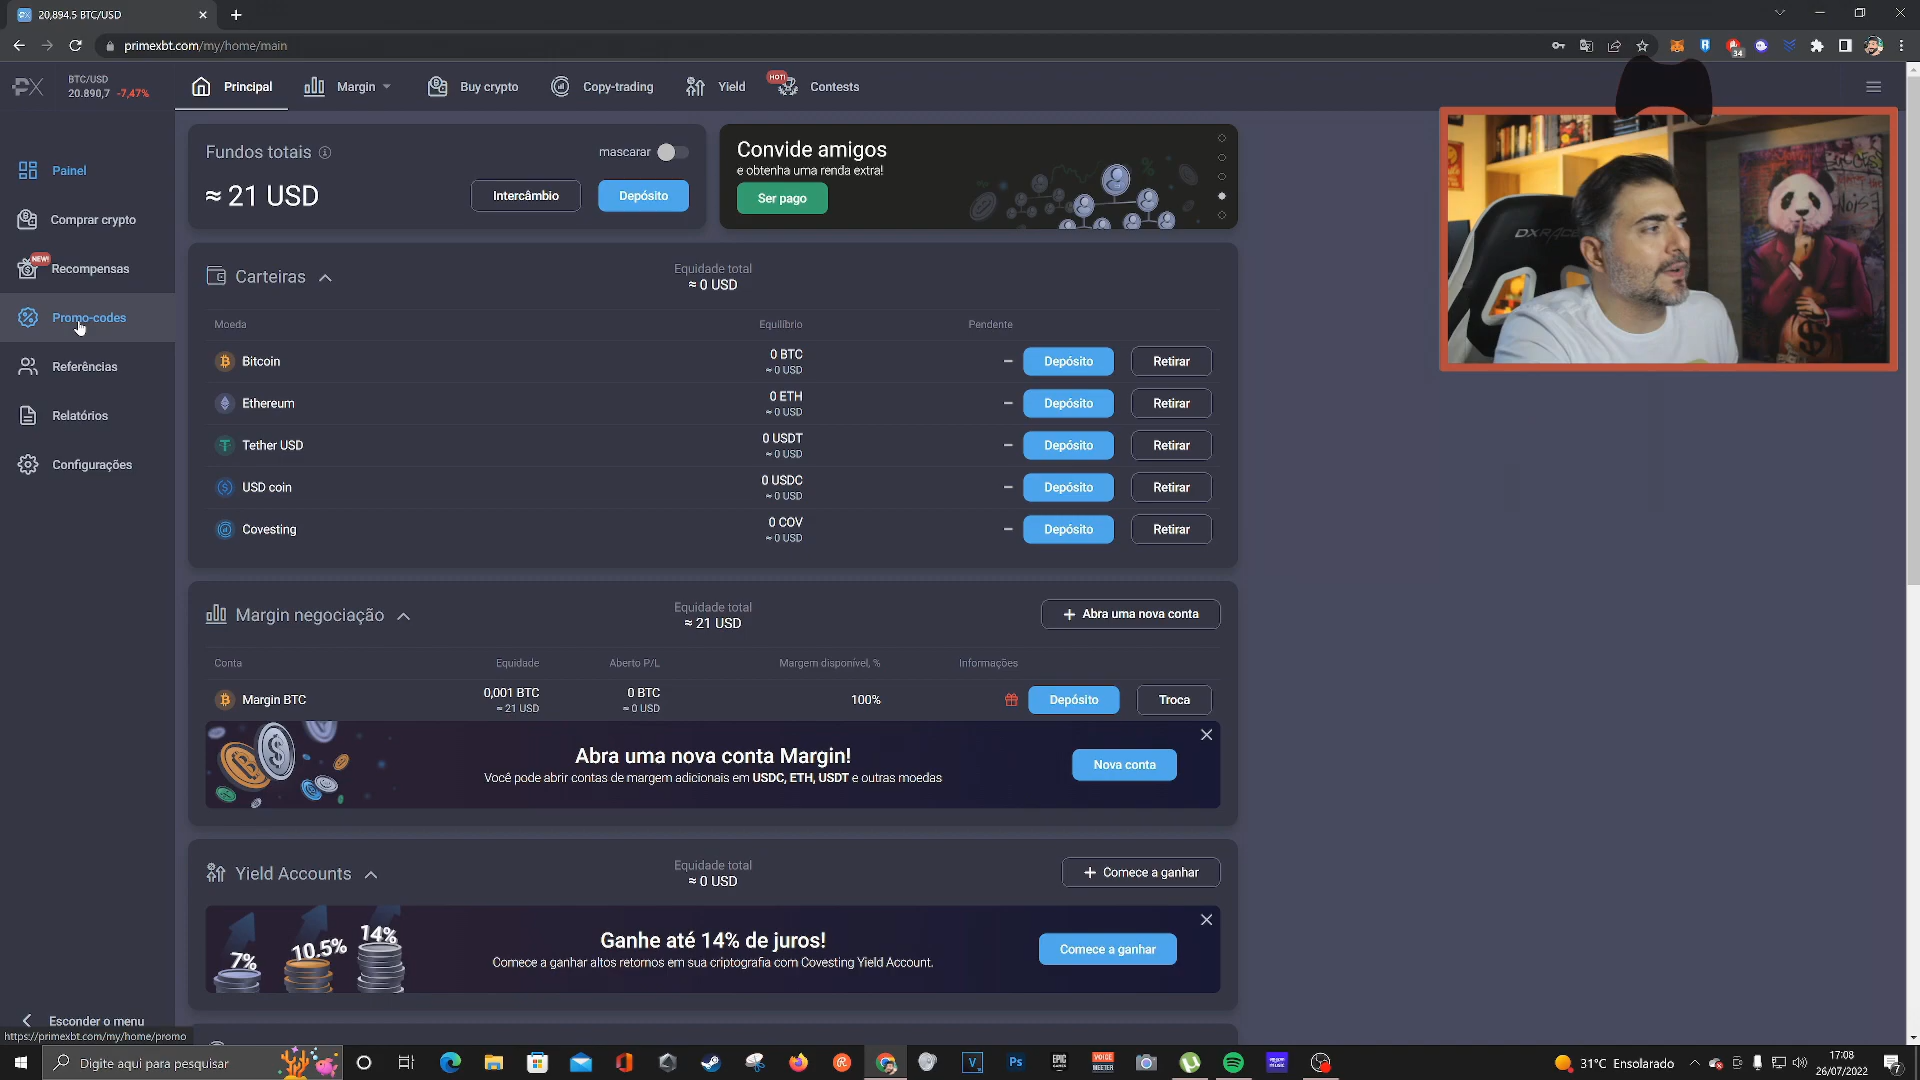 20,894.5 BTC/USD
primexbt.com/my/home/main
34
PX
BTC/USD
20.890,7 -7,47%
Principal
Margin
Buy crypto
Copy-trading
Yield
HOT!
Contests
Painel
Comprar crypto
NEW!
Recompensas
Promo-codes
Referências
Relatórios
Configurações
Esconder o menu
https://primexbt.com/my/home/promo
Fundos totais
mascarar
≈ 21 USD
Intercâmbio
Depósito
Convide amigos
e obtenha uma renda extra!
Ser pago
Carteiras
Equidade total
≈ 0 USD
Moeda
Equilíbrio
Pendente
Bitcoin
0 BTC
≈ 0 USD
–
Depósito
Retirar
Ethereum
0 ETH
≈ 0 USD
–
Depósito
Retirar
Tether USD
0 USDT
≈ 0 USD
–
Depósito
Retirar
USD coin
0 USDC
≈ 0 USD
–
Depósito
Retirar
Covesting
0 COV
≈ 0 USD
–
Depósito
Retirar
Margin negociação
Equidade total
≈ 21 USD
+ Abra uma nova conta
Conta
Equidade
Aberto P/L
Margem disponível, %
Informações
Margin BTC
0,001 BTC
≈ 21 USD
0 BTC
≈ 0 USD
100%
Depósito
Troca
Abra uma nova conta Margin!
Você pode abrir contas de margem adicionais em USDC, ETH, USDT e outras moedas
Nova conta
Yield Accounts
Equidade total
≈ 0 USD
+ Comece a ganhar
7%
10.5%
14%
Ganhe até 14% de juros!
Comece a ganhar altos retornos em sua criptografia com Covesting Yield Account.
Comece a ganhar
DXRACER
Digite aqui para pesquisar
Ps
EPIC GAMES
VOICE MEETER
31°C Ensolarado
17:08
26/07/2022
7